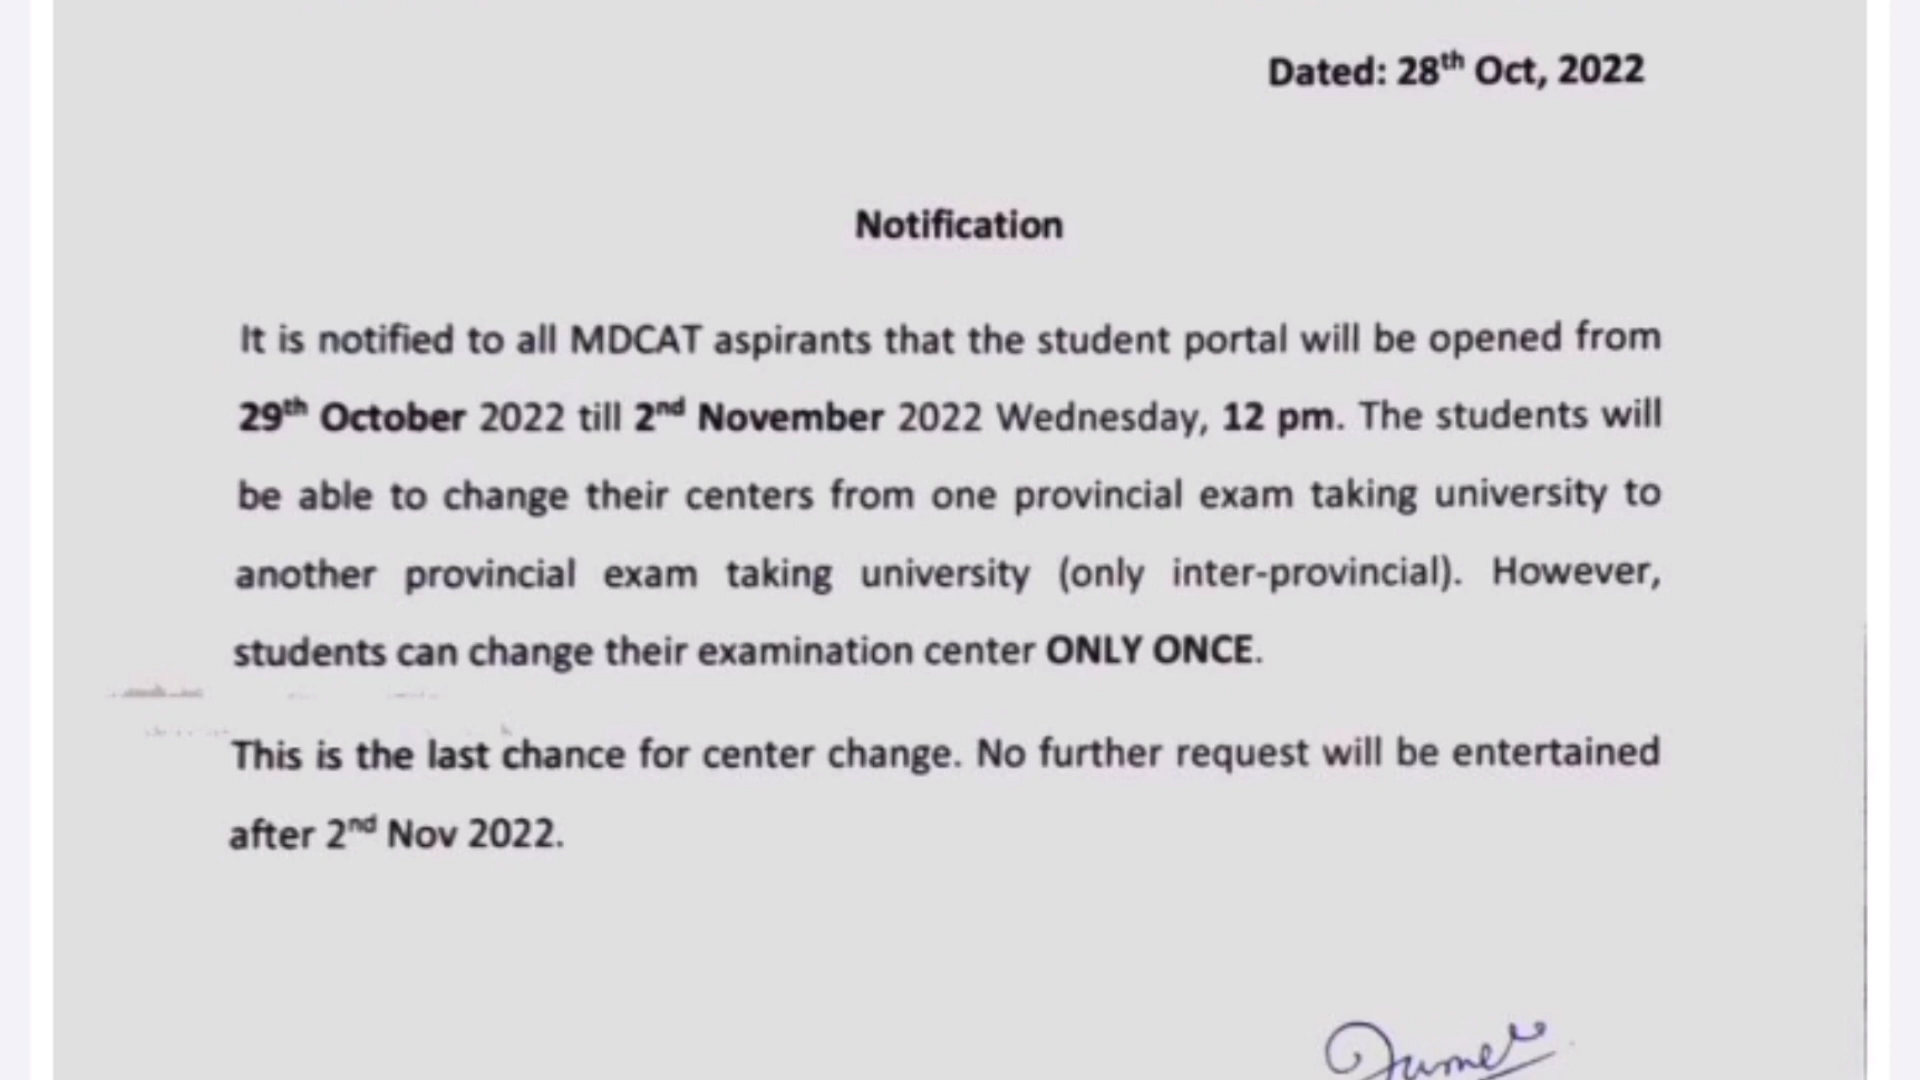 Dated: 28th Oct, 2022
Notification
It is notified to all MDCAT aspirants that the student portal will be opened from
29th October 2022 till 2nd November 2022 Wednesday, 12 pm. The students will
be able to change their centers from one provincial exam taking university to
another provincial exam taking university (only inter-provincial). However,
students can change their examination center ONLY ONCE.
This is the last chance for center change. No further request will be entertained
after 2nd Nov 2022.